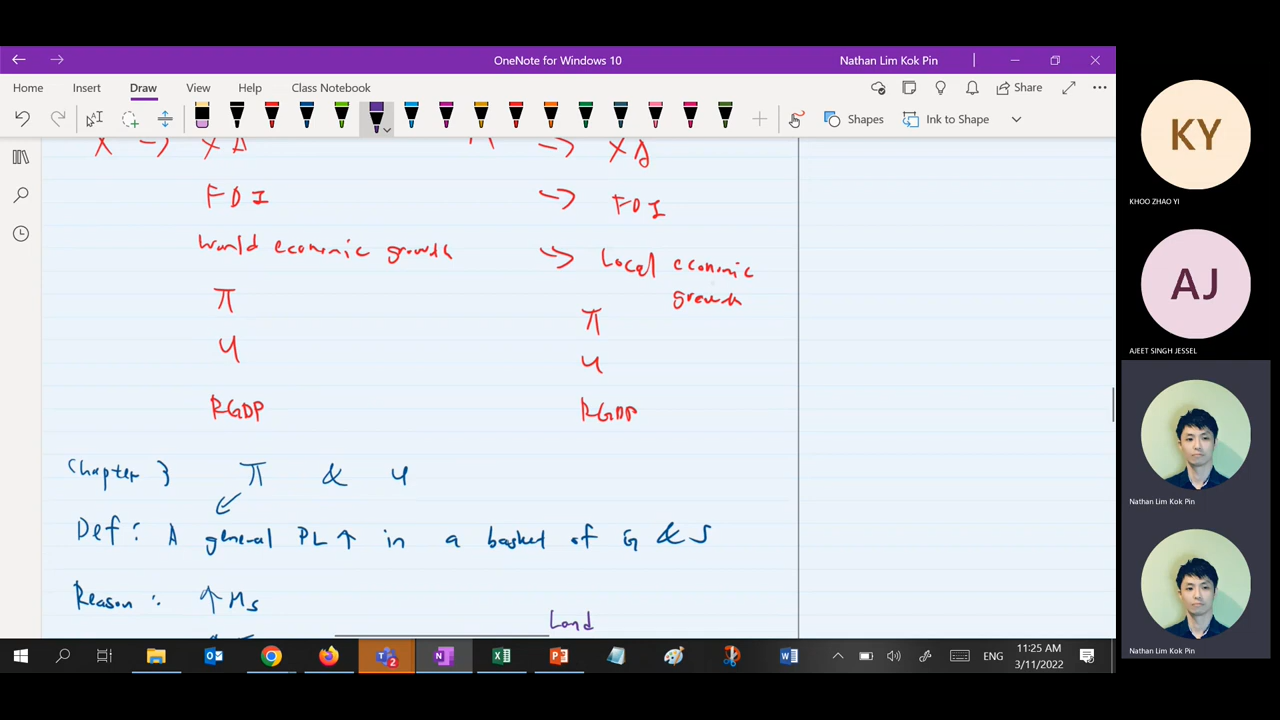 OneNote for Windows 10
Nathan Lim Kok Pin
Home Insert Draw View Help Class Notebook Share
Shapes Ink to Shape
X → XD → XD
FDI → FDI
World economic growth → Local economic
growth
π π
u u
RGDP RGDP
Chapter 3 π & u
Def: A general PL↑ in a basket of G & S
Reason: ↑ Ms
Land
KY
KHOO ZHAO YI
AJ
AJEET SINGH JESSEL
Nathan Lim Kok Pin
Nathan Lim Kok Pin
2
ENG
11:25 AM
3/11/2022